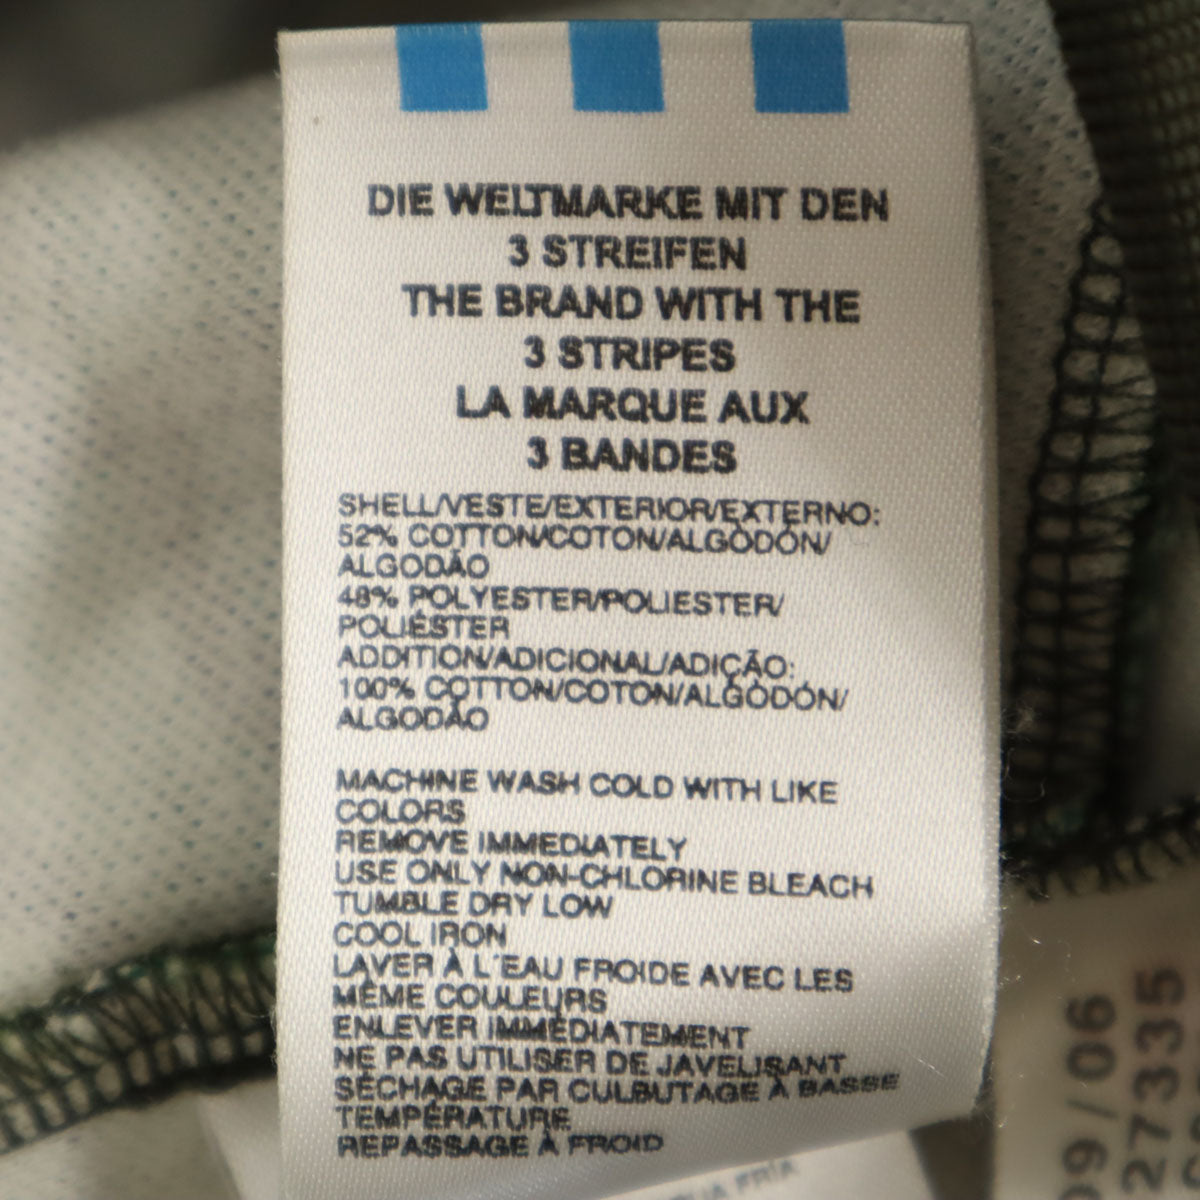 DIE WELTMARKE MIT DEN
3 STREIFEN
THE BRAND WITH THE
3 STRIPES
LA MARQUE AUX
3 BANDES
SHELL/VESTE/EXTERIOR/EXTERNO:
52% COTTON/COTON/ALGÒDÓN/
ALGODÃO
48% POLYESTER/POLIESTER/
POLIÉSTER
ADDITION/ADICIONAL/ADIÇÃO:
100% COTTON/COTON/ALGÒDÓN/
ALGODÃO
MACHINE WASH COLD WITH LIKE
COLORS
REMOVE IMMEDIATELY
USE ONLY NON-CHLORINE BLEACH
TUMBLE DRY LOW
COOL IRON
LAVER À L'EAU FROIDE AVEC LES
MÊME COULEURS
ENLEVER IMMÉDIATEMENT
NE PAS UTILISER DE JAVELISANT
SÉCHAGE PAR CULBUTAGE À BASSE
TEMPÉRATURE
REPASSAGE À FROID
FRÍA
09/06
27335